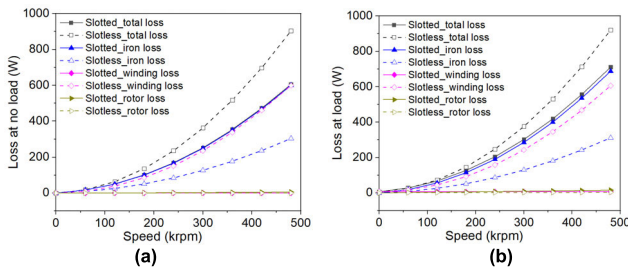 1000
800
600
400
200
0
Loss at no load (W)
Slotted_total loss
Slotless_total loss
Slotted_iron loss
Slotless_iron loss
Slotted_winding loss
Slotless_winding loss
Slotted_rotor loss
Slotless_rotor loss
0 100 200 300 400 500
Speed (krpm)
(a)
1000
800
600
400
200
0
Loss at load (W)
Slotted_total loss
Slotless_total loss
Slotted_iron loss
Slotless_iron loss
Slotted_winding loss
Slotless_winding loss
Slotted_rotor loss
Slotless_rotor loss
0 100 200 300 400 500
Speed (krpm)
(b)